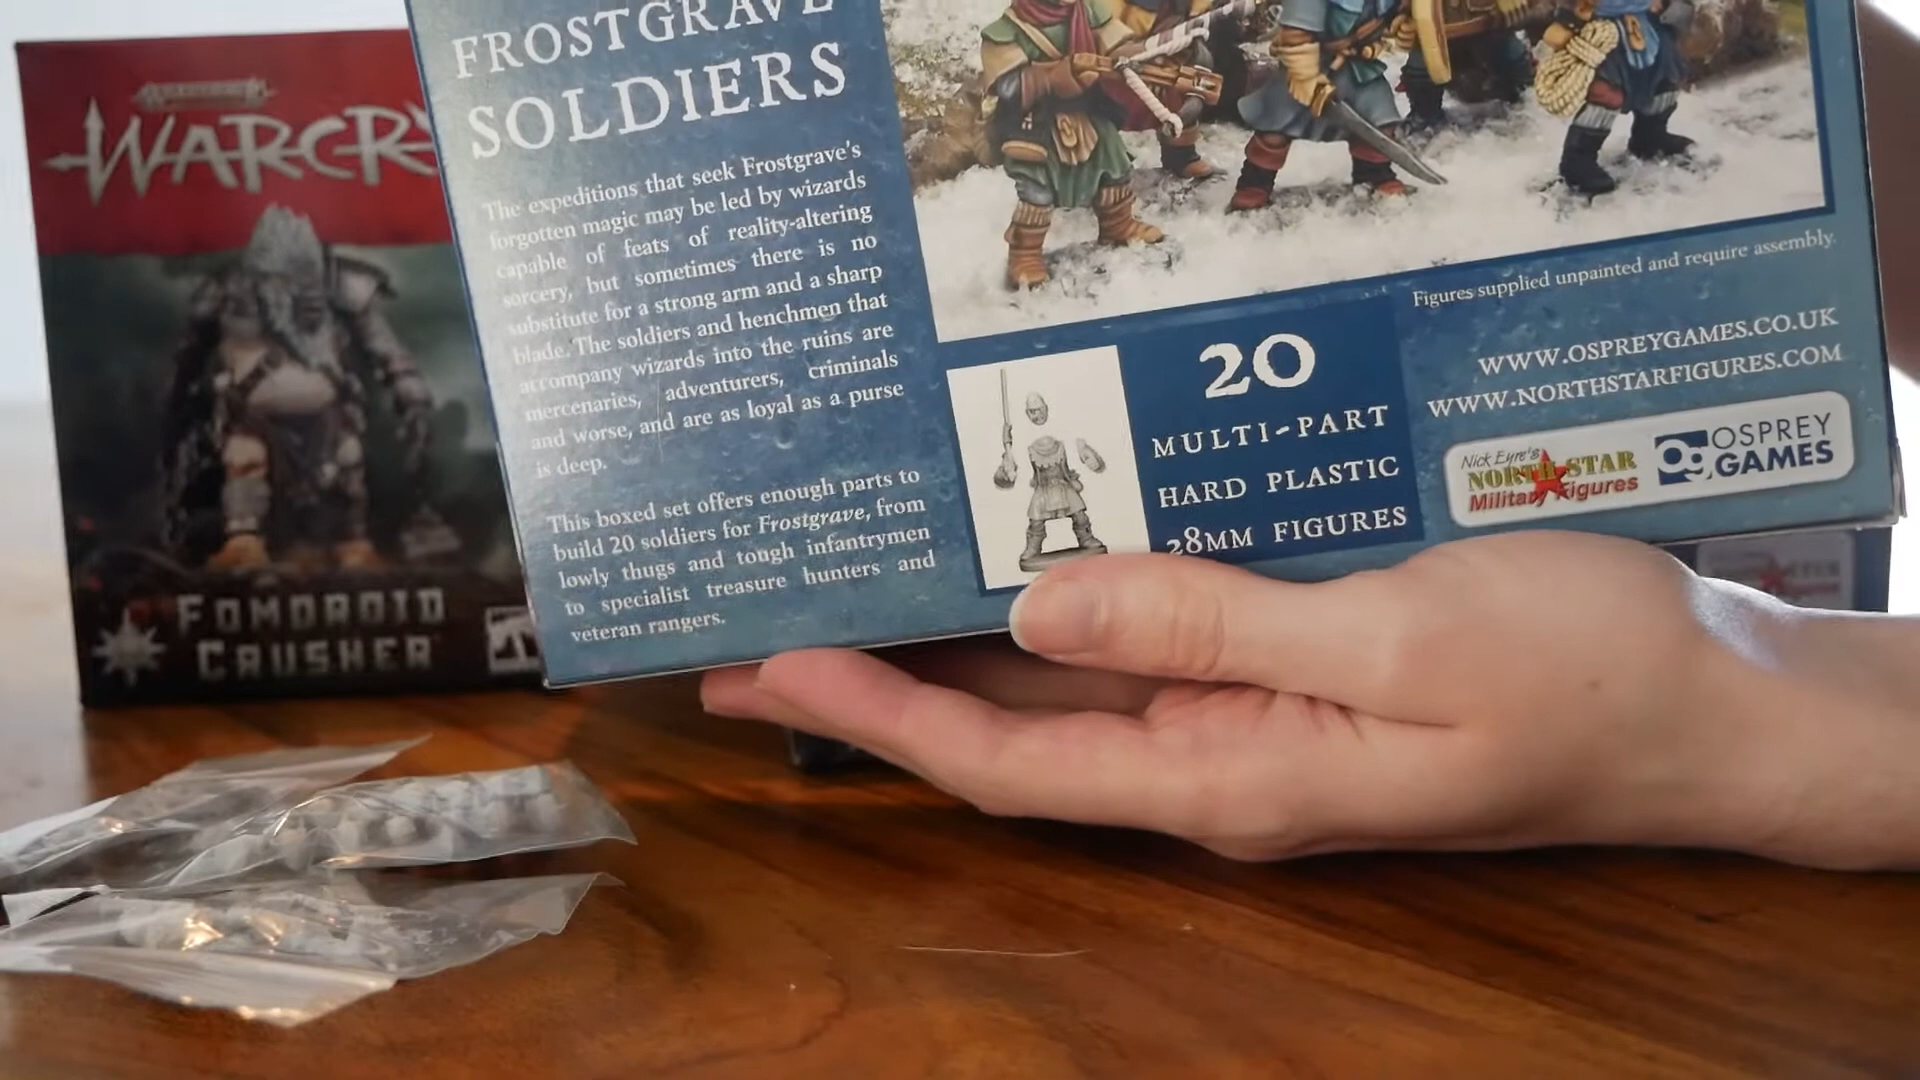 WARCRY
FOMOROID
CRUSHER
FROSTGRAVE
SOLDIERS
The expeditions that seek Frostgrave's
forgotten magic may be led by wizards
capable of feats of reality-altering
sorcery, but sometimes there is no
substitute for a strong arm and a sharp
blade. The soldiers and henchmen that
accompany wizards into the ruins are
mercenaries, adventurers, criminals
and worse, and are as loyal as a purse
is deep.
This boxed set offers enough parts to
build 20 soldiers for Frostgrave, from
lowly thugs and tough infantrymen
to specialist treasure hunters and
veteran rangers.
Figures supplied unpainted and require assembly.
20
MULTI-PART
HARD PLASTIC
28MM FIGURES
WWW.OSPREYGAMES.CO.UK
WWW.NORTHSTARFIGURES.COM
Nick Eyre's
NORTH STAR
Military Figures
OG
OSPREY
GAMES